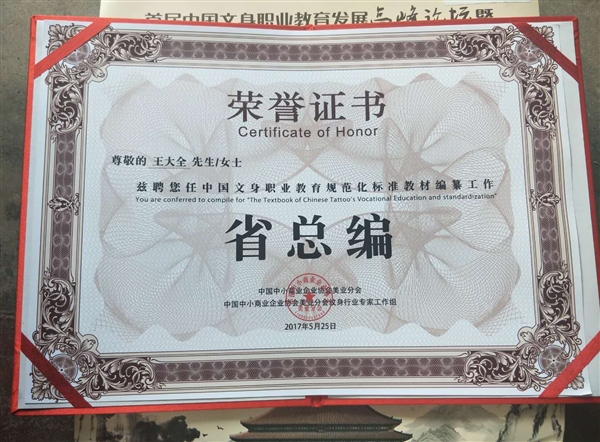 首届中国文身职业教育发展高峰论坛暨
荣誉证书
Certificate of Honor
尊敬的 王大全 先生/女士
兹聘您任中国文身职业教育规范化标准教材编纂工作
You are conferred to compile for "The Textbook of Chinese Tattoo's Vocational Education and standardization"
省总编
中国中小商业企业协会美业分会
中国中小商业企业协会美业分会纹身行业专家工作组
2017年5月25日